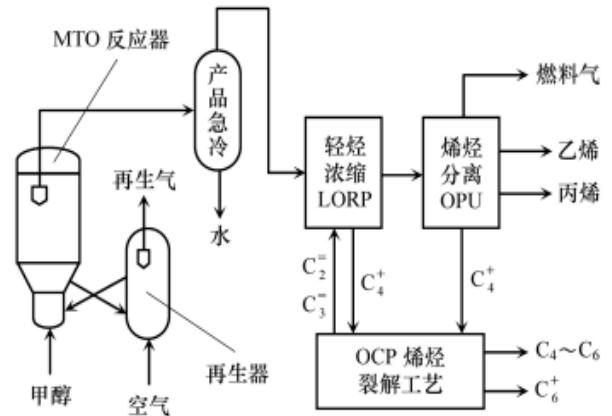 MTO 反应器
产品急冷
燃料气
轻烃
浓缩
LORP
烯烃
分离
OPU
乙烯
丙烯
再生气
水
C₂⁼
C₃⁼
C₄⁺
C₄⁺
OCP 烯烃
裂解工艺
C₄~C₆
C₆⁺
再生器
甲醇
空气